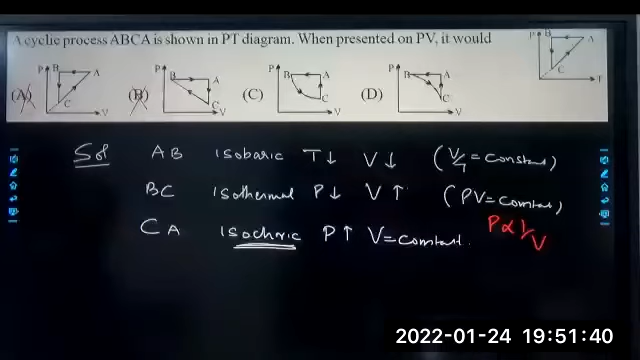 A cyclic process ABCA is shown in PT diagram. When presented on PV, it would
P B A C T
(A) P B A C V (B) P B A C V (C) P B A C V (D) P B A C V
Sol AB Isobaric T↓ V↓ (V/T = constant)
BC Isothermal P↓ V↑ (PV = constant)
CA Isochoric P↑ V = constant. P∝1/V
2022-01-24 19:51:40